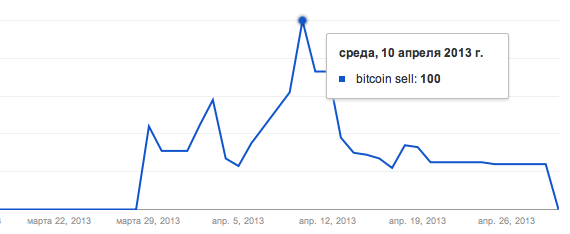 среда, 10 апреля 2013 г.
bitcoin sell: 100
марта 22, 2013 марта 29, 2013 апр. 5, 2013 апр. 12, 2013 апр. 19, 2013 апр. 26, 2013